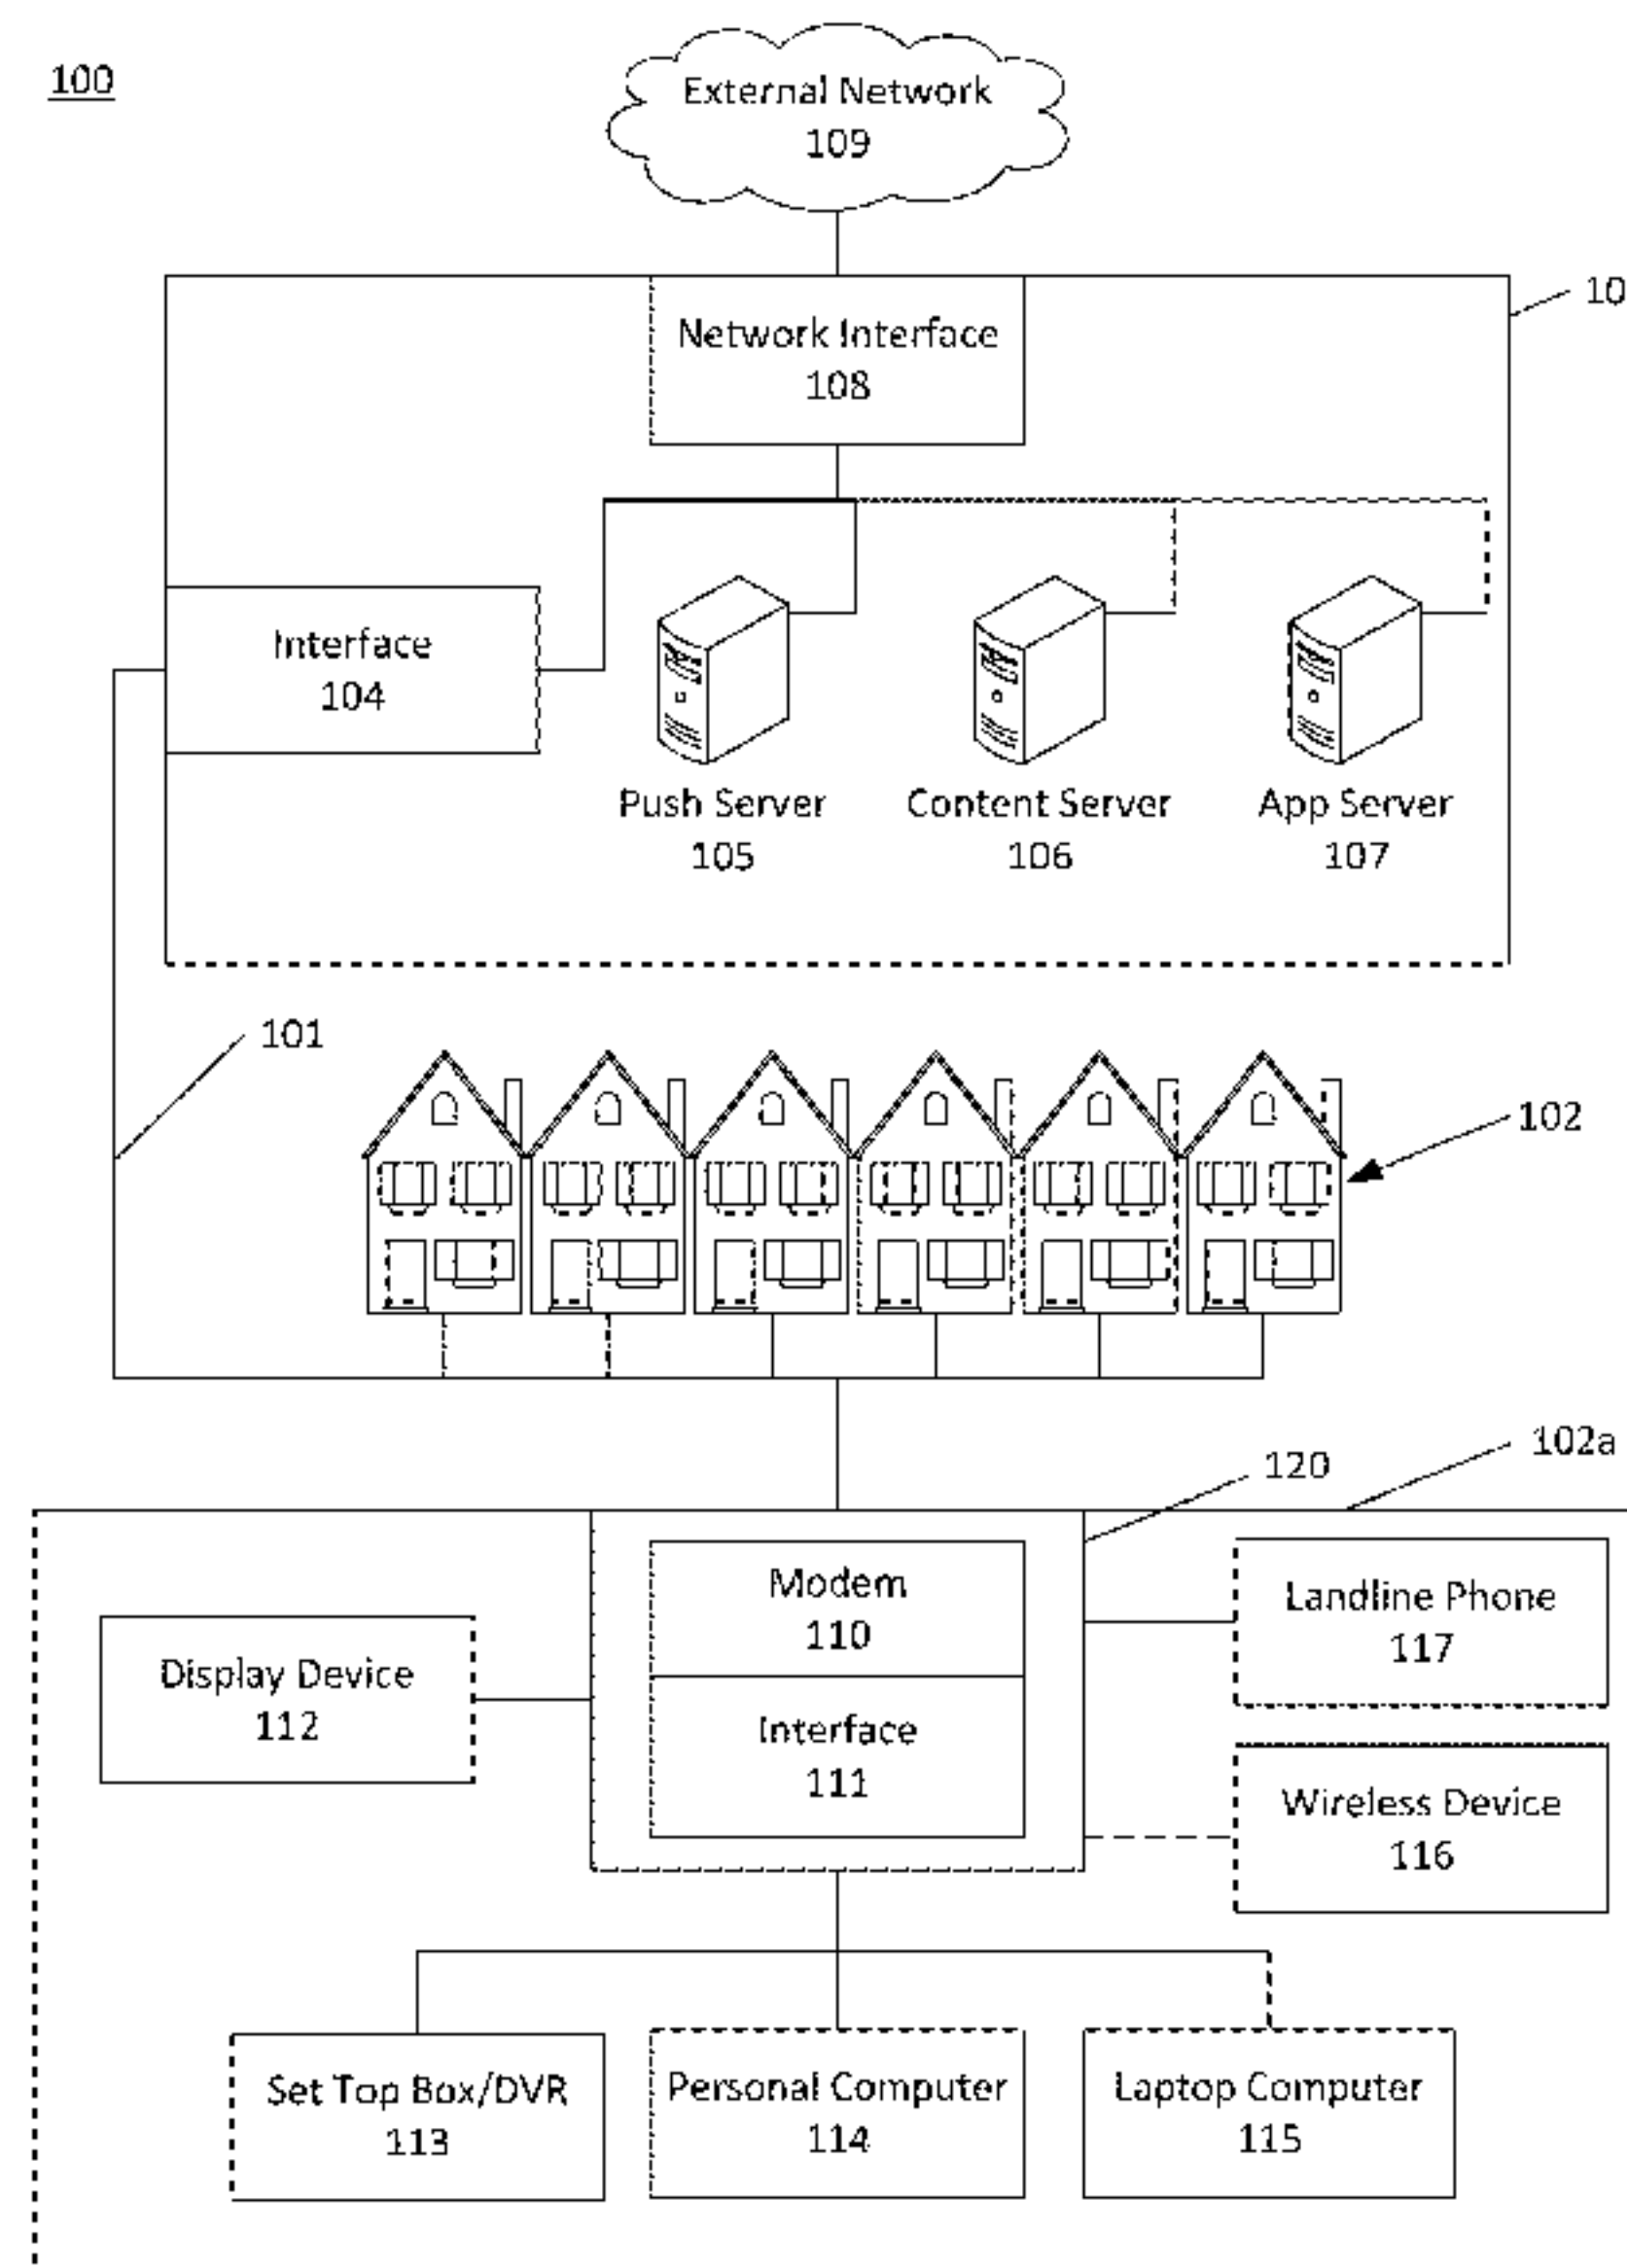 100
External Network
109
10
Network Interface
108
Interface
104
Push Server
105
Content Server
106
App Server
107
101
102
102a
120
Modem
110
Landline Phone
117
Display Device
112
Interface
111
Wireless Device
116
Set Top Box/DVR
113
Personal Computer
114
Laptop Computer
115